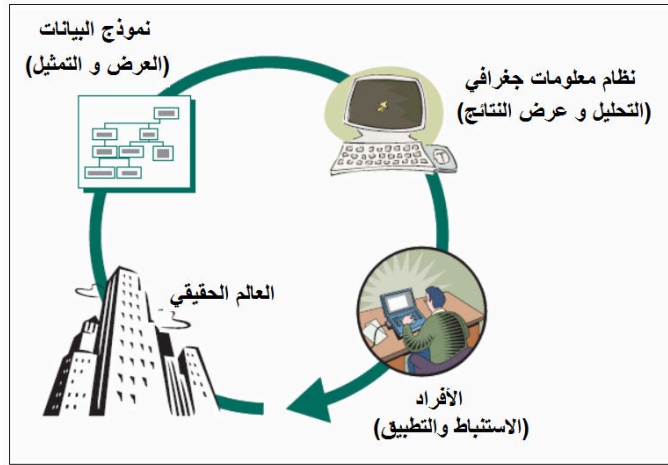 نموذج البيانات
(العرض و التمثيل)
نظام معلومات جغرافي
(التحليل و عرض النتائج)
العالم الحقيقي
الأفراد
(الاستنباط والتطبيق)